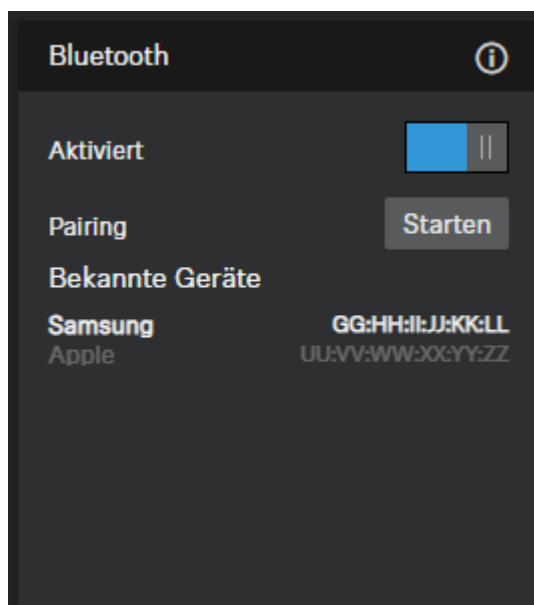 Bluetooth
Aktiviert
Pairing Starten
Bekannte Geräte
Samsung GG:HH:II:JJ:KK:LL
Apple UU:VV:WW:XX:YY:ZZ